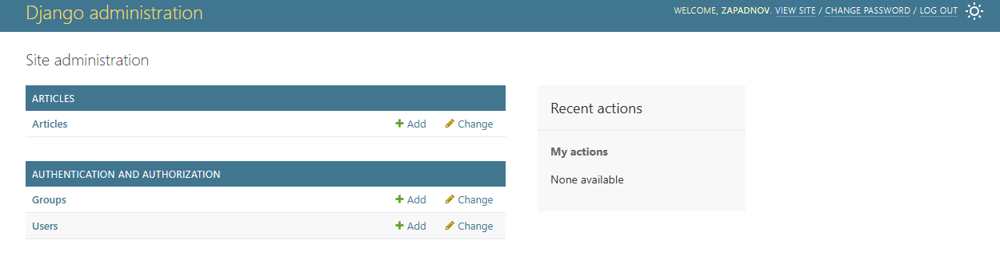 Django administration
WELCOME, ZAPADNOV. VIEW SITE / CHANGE PASSWORD / LOG OUT
Site administration
ARTICLES
Articles Add Change
AUTHENTICATION AND AUTHORIZATION
Groups Add Change
Users Add Change
Recent actions
My actions
None available